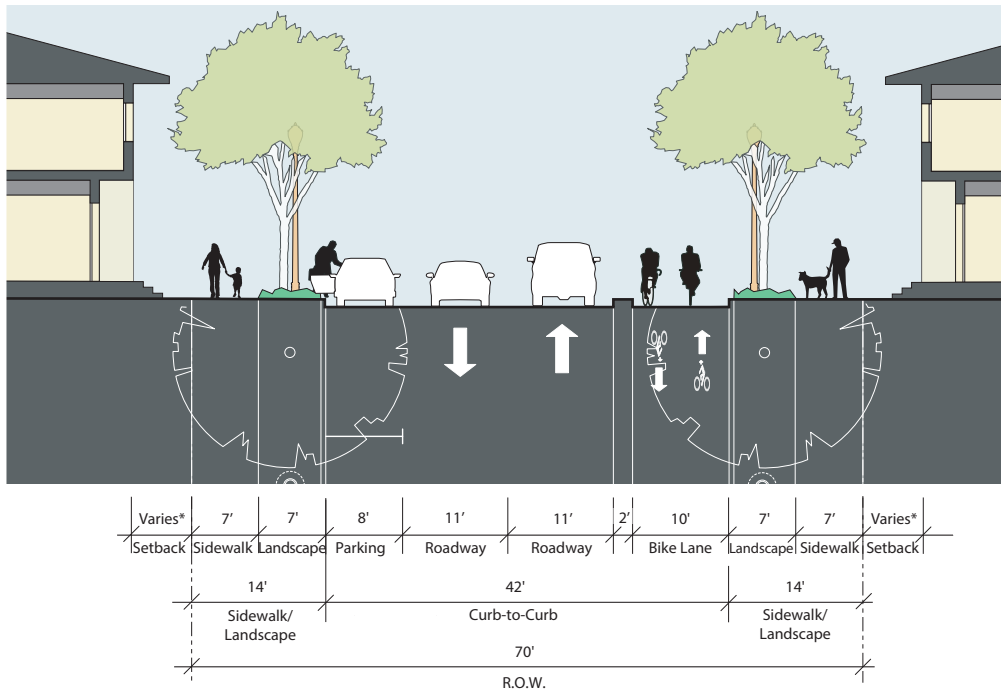 Varies* 7’ 7' 8' 11’ 11’ 2’ 10’ 7' 7’ Varies*
Setback Sidewalk Landscape Parking Roadway Roadway Bike Lane Landscape Sidewalk Setback
14' 42' 14'
Sidewalk/ Curb-to-Curb Sidewalk/
Landscape Landscape
70'
R.O.W.